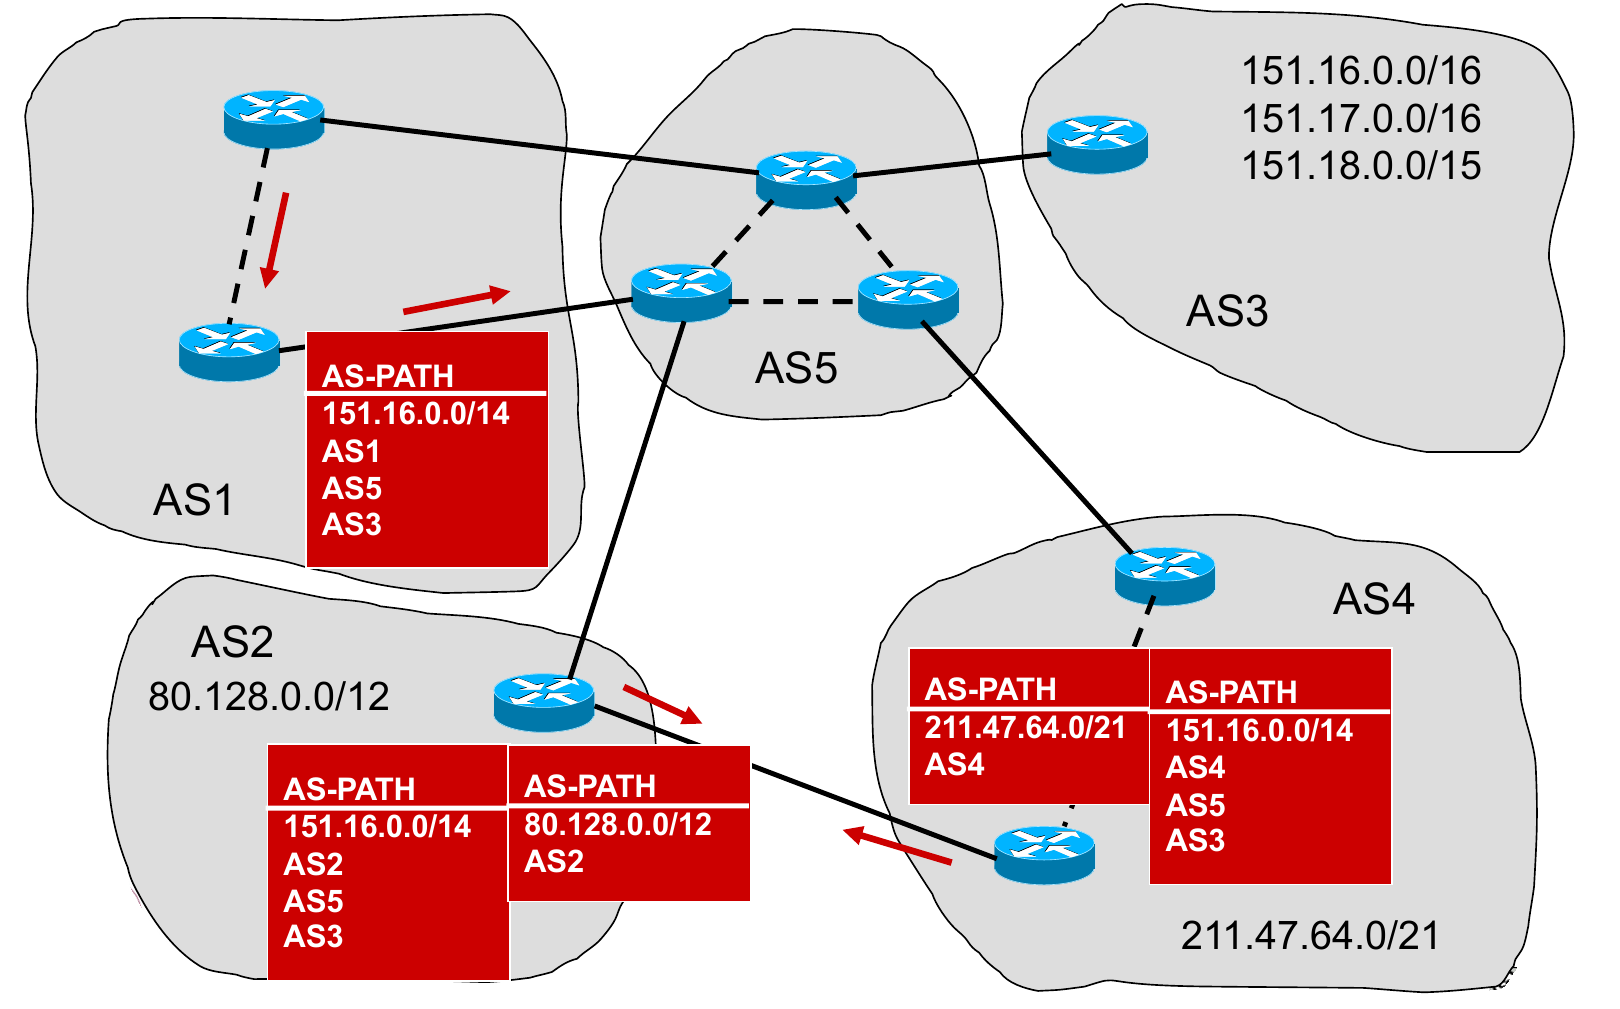 151.16.0.0/16
151.17.0.0/16
151.18.0.0/15
AS3
AS5
AS-PATH
151.16.0.0/14
AS1
AS5
AS3
AS1
AS2
80.128.0.0/12
AS4
AS-PATH
211.47.64.0/21
AS4
AS-PATH
151.16.0.0/14
AS4
AS5
AS3
AS-PATH
151.16.0.0/14
AS2
AS5
AS3
AS-PATH
80.128.0.0/12
AS2
211.47.64.0/21